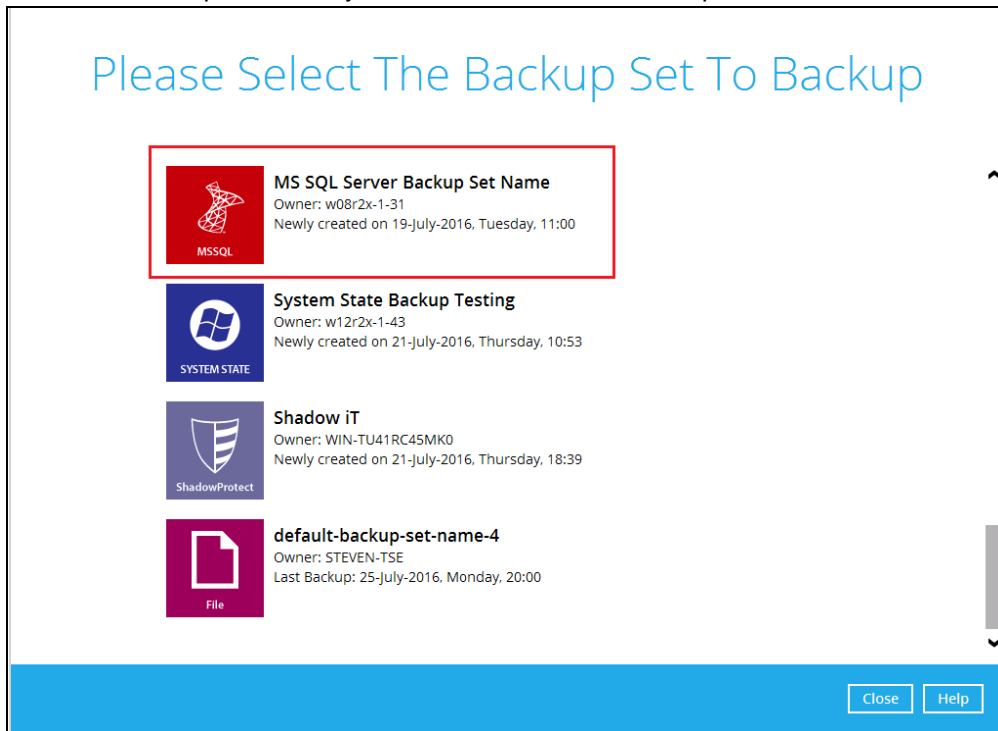 Please Select The Backup Set To Backup
MS SQL Server Backup Set Name
Owner: w08r2x-1-31
Newly created on 19-July-2016, Tuesday, 11:00
MSSQL
System State Backup Testing
Owner: w12r2x-1-43
Newly created on 21-July-2016, Thursday, 10:53
SYSTEM STATE
Shadow iT
Owner: WIN-TU41RC45MK0
Newly created on 21-July-2016, Thursday, 18:39
ShadowProtect
default-backup-set-name-4
Owner: STEVEN-TSE
Last Backup: 25-July-2016, Monday, 20:00
File
Close Help